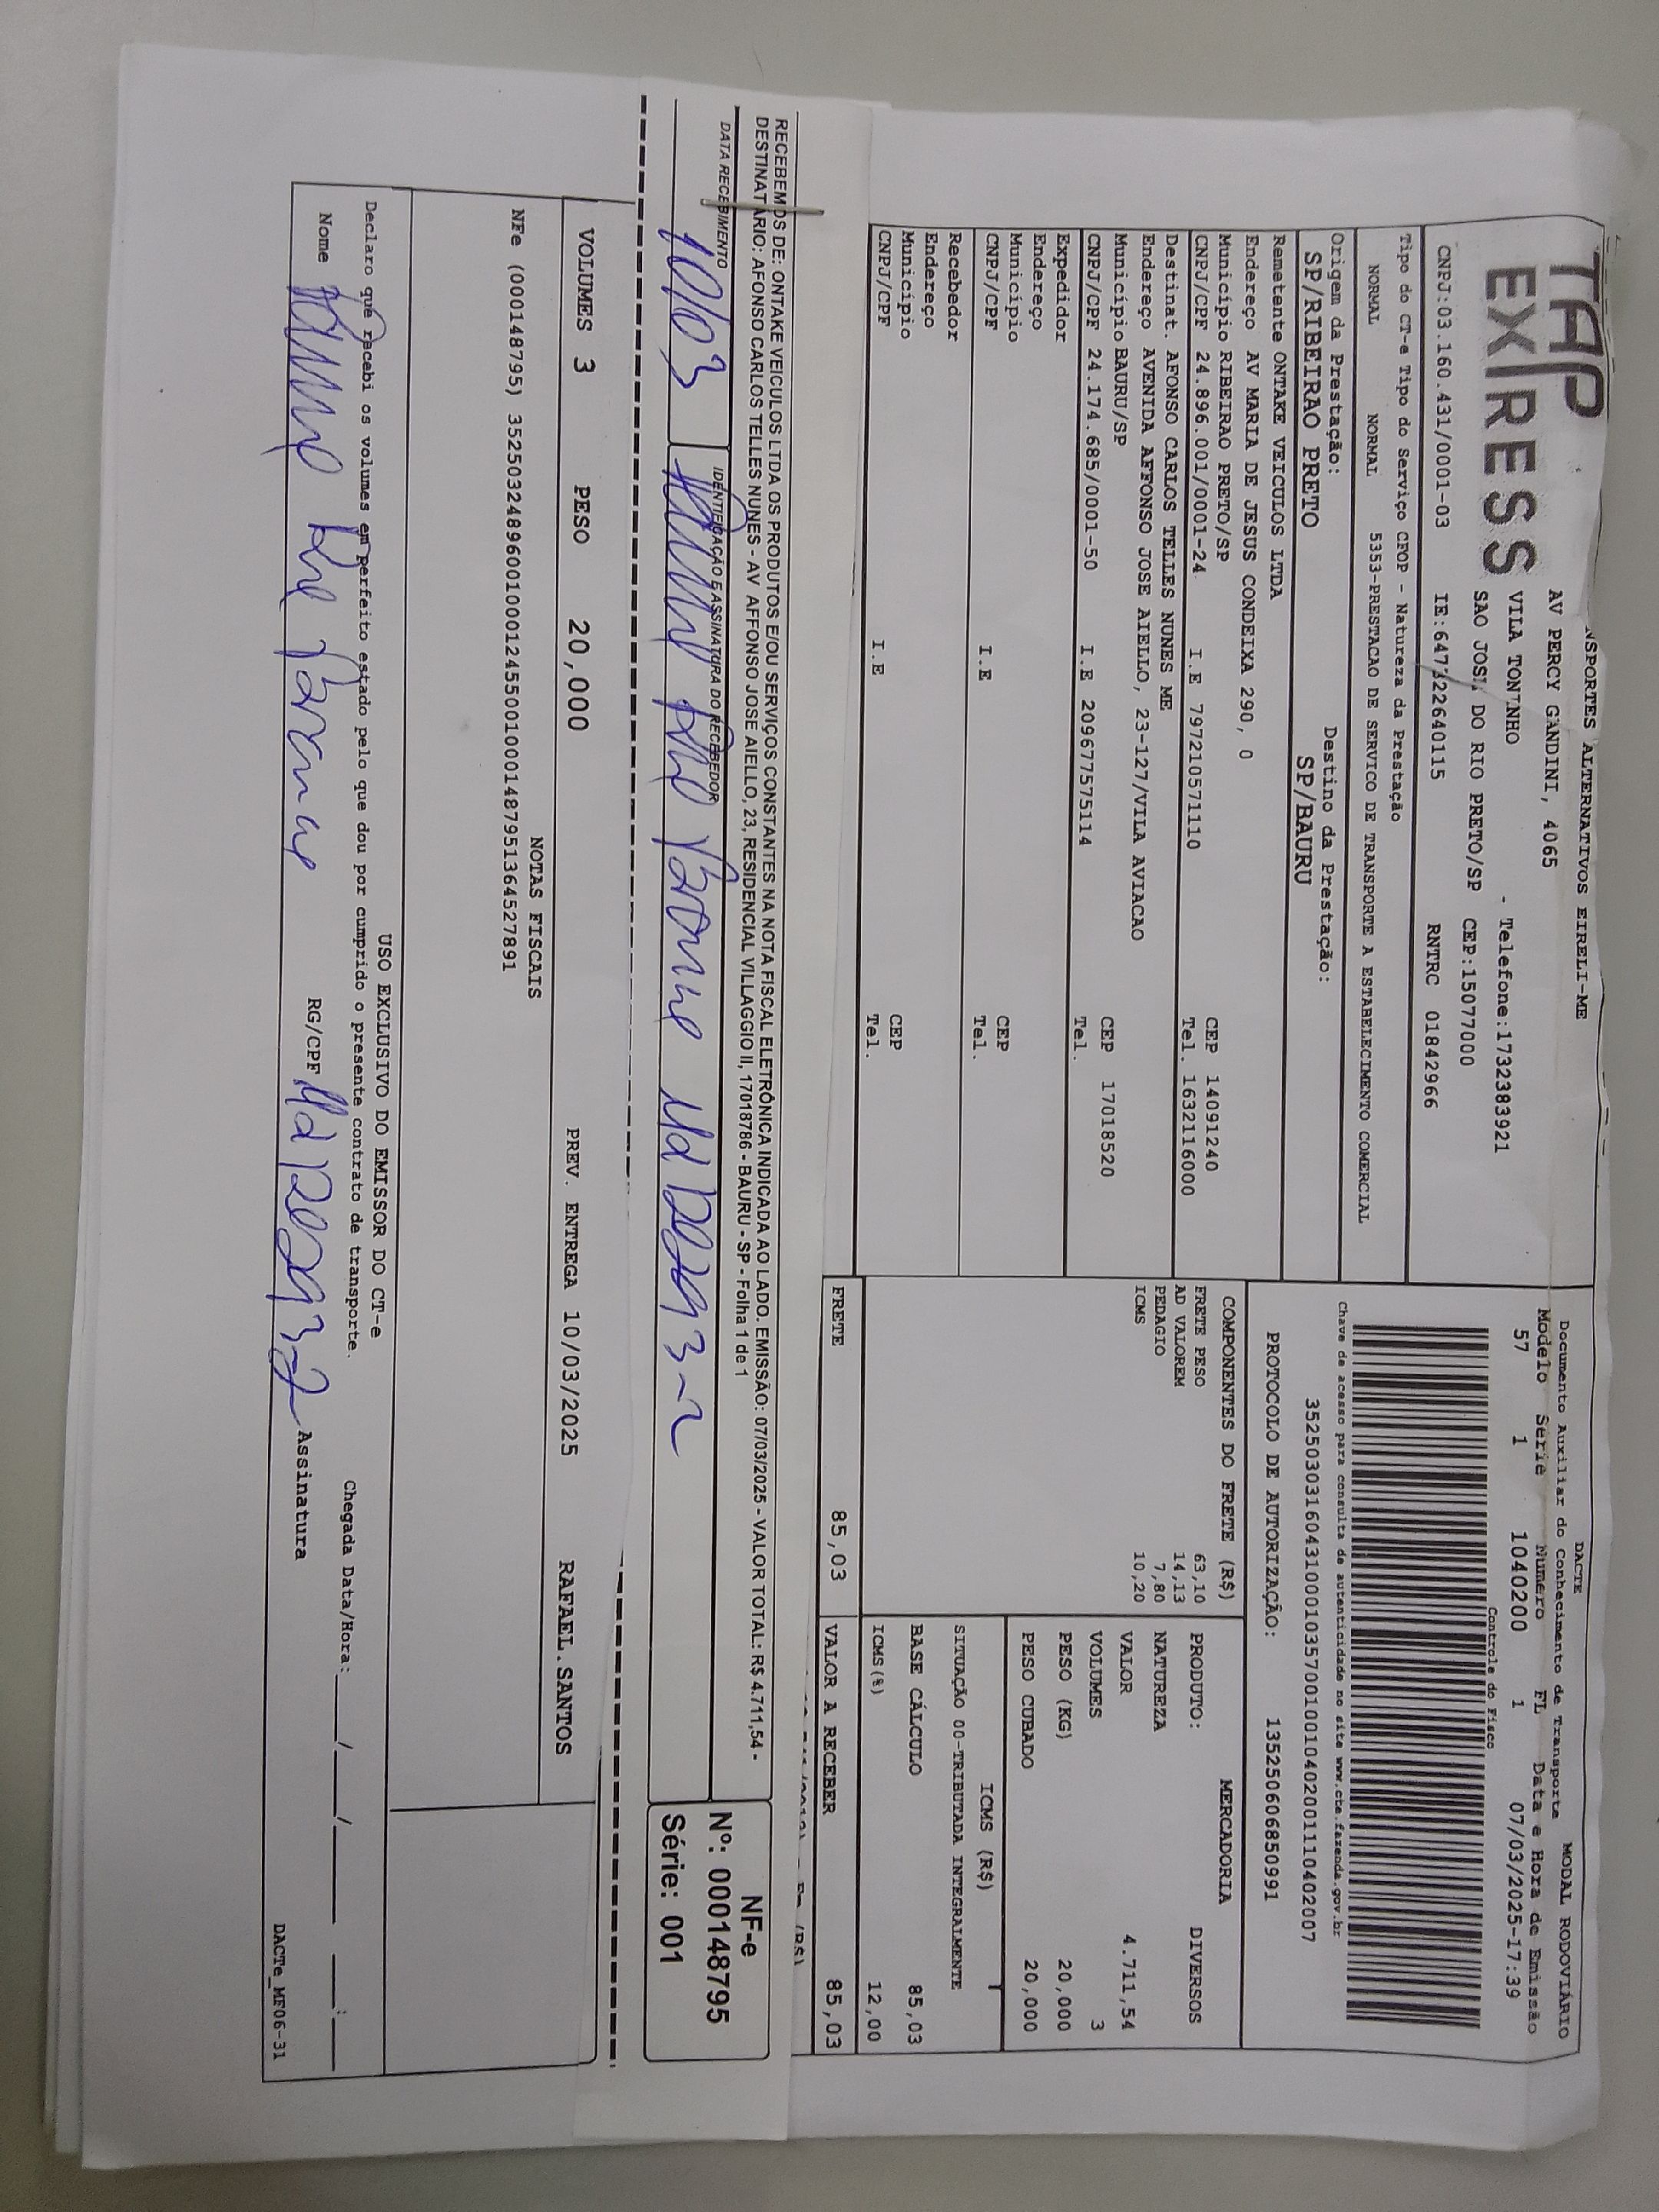 TAP
EXPRESS
NSPORTES ALTERNATIVOS EIRELI-ME
AV PERCY GANDINI, 4065
VILA TONINHO - Telefone:1732383921
SAO JOSE DO RIO PRETO/SP CEP:15077000
CNPJ:03.160.431/0001-03 IE:647322640115 RNTRC 01842966
Tipo do CT-e Tipo do Serviço CFOP - Natureza da Prestação
NORMAL NORMAL 5353-PRESTACAO DE SERVICO DE TRANSPORTE A ESTABELECIMENTO COMERCIAL
Origem da Prestação: Destino da Prestação:
SP/RIBEIRAO PRETO SP/BAURU
DACTE MODAL RODOVIÁRIO
Documento Auxiliar do Conhecimento de Transporte
Modelo Série Número FL Data e Hora de Emissão
57 1 1040200 1 07/03/2025-17:39
Controle do Fisco
Chave de acesso para consulta de autenticidade no site www.cte.fazenda.gov.br
35250303160431000103570010010402001110402007
PROTOCOLO DE AUTORIZAÇÃO: 135250606850991
Remetente ONTAKE VEICULOS LTDA
Endereço AV MARIA DE JESUS CONDEIXA 290, 0
Município RIBEIRAO PRETO/SP CEP 14091240
CNPJ/CPF 24.896.001/0001-24 I.E 797210571110 Tel. 1632116000
Destinat. AFONSO CARLOS TELLES NUNES ME
Endereço AVENIDA AFFONSO JOSE AIELLO, 23-127/VILA AVIACAO
Município BAURU/SP CEP 17018520
CNPJ/CPF 24.174.685/0001-50 I.E 209677575114 Tel.
Expedidor
Endereço
Município CEP
CNPJ/CPF I.E Tel.
Recebedor
Endereço
Município CEP
CNPJ/CPF I.E Tel.
COMPONENTES DO FRETE (R$)
FRETE PESO 63,10
AD VALOREM 14,13
PEDAGIO 7,80
ICMS 10,20
MERCADORIA
PRODUTO: DIVERSOS
NATUREZA
VALOR 4.711,54
VOLUMES 3
PESO (KG) 20,000
PESO CUBADO 20,000
ICMS (R$)
SITUAÇÃO 00-TRIBUTADA INTEGRALMENTE
BASE CÁLCULO 85,03
ICMS(%) 12,00
FRETE 85,03 VALOR A RECEBER 85,03
RECEBEMOS DE: ONTAKE VEICULOS LTDA OS PRODUTOS E/OU SERVIÇOS CONSTANTES NA NOTA FISCAL ELETRÔNICA INDICADA AO LADO. EMISSÃO: 07/03/2025 - VALOR TOTAL: R$ 4.711,54 -
DESTINATÁRIO: AFONSO CARLOS TELLES NUNES - AV AFFONSO JOSE AIELLO, 23, RESIDENCIAL VILLAGGIO II, 17018786 - BAURU - SP - Folha 1 de 1
DATA RECEBIMENTO IDENTIFICAÇÃO E ASSINATURA DO RECEBEDOR
10/03
NF-e
Nº: 000148795
Série: 001
VOLUMES 3 PESO 20,000 PREV. ENTREGA 10/03/2025 RAFAEL.SANTOS
NOTAS FISCAIS
NFe (000148795) 35250324896001000124550010001487951364527891
USO EXCLUSIVO DO EMISSOR DO CT-e
Declaro que recebi os volumes em perfeito estado pelo que dou por cumprido o presente contrato de transporte. Chegada Data/Hora:___/___/____ __:__
Nome RG/CPF Assinatura
DACTe_MF06-31